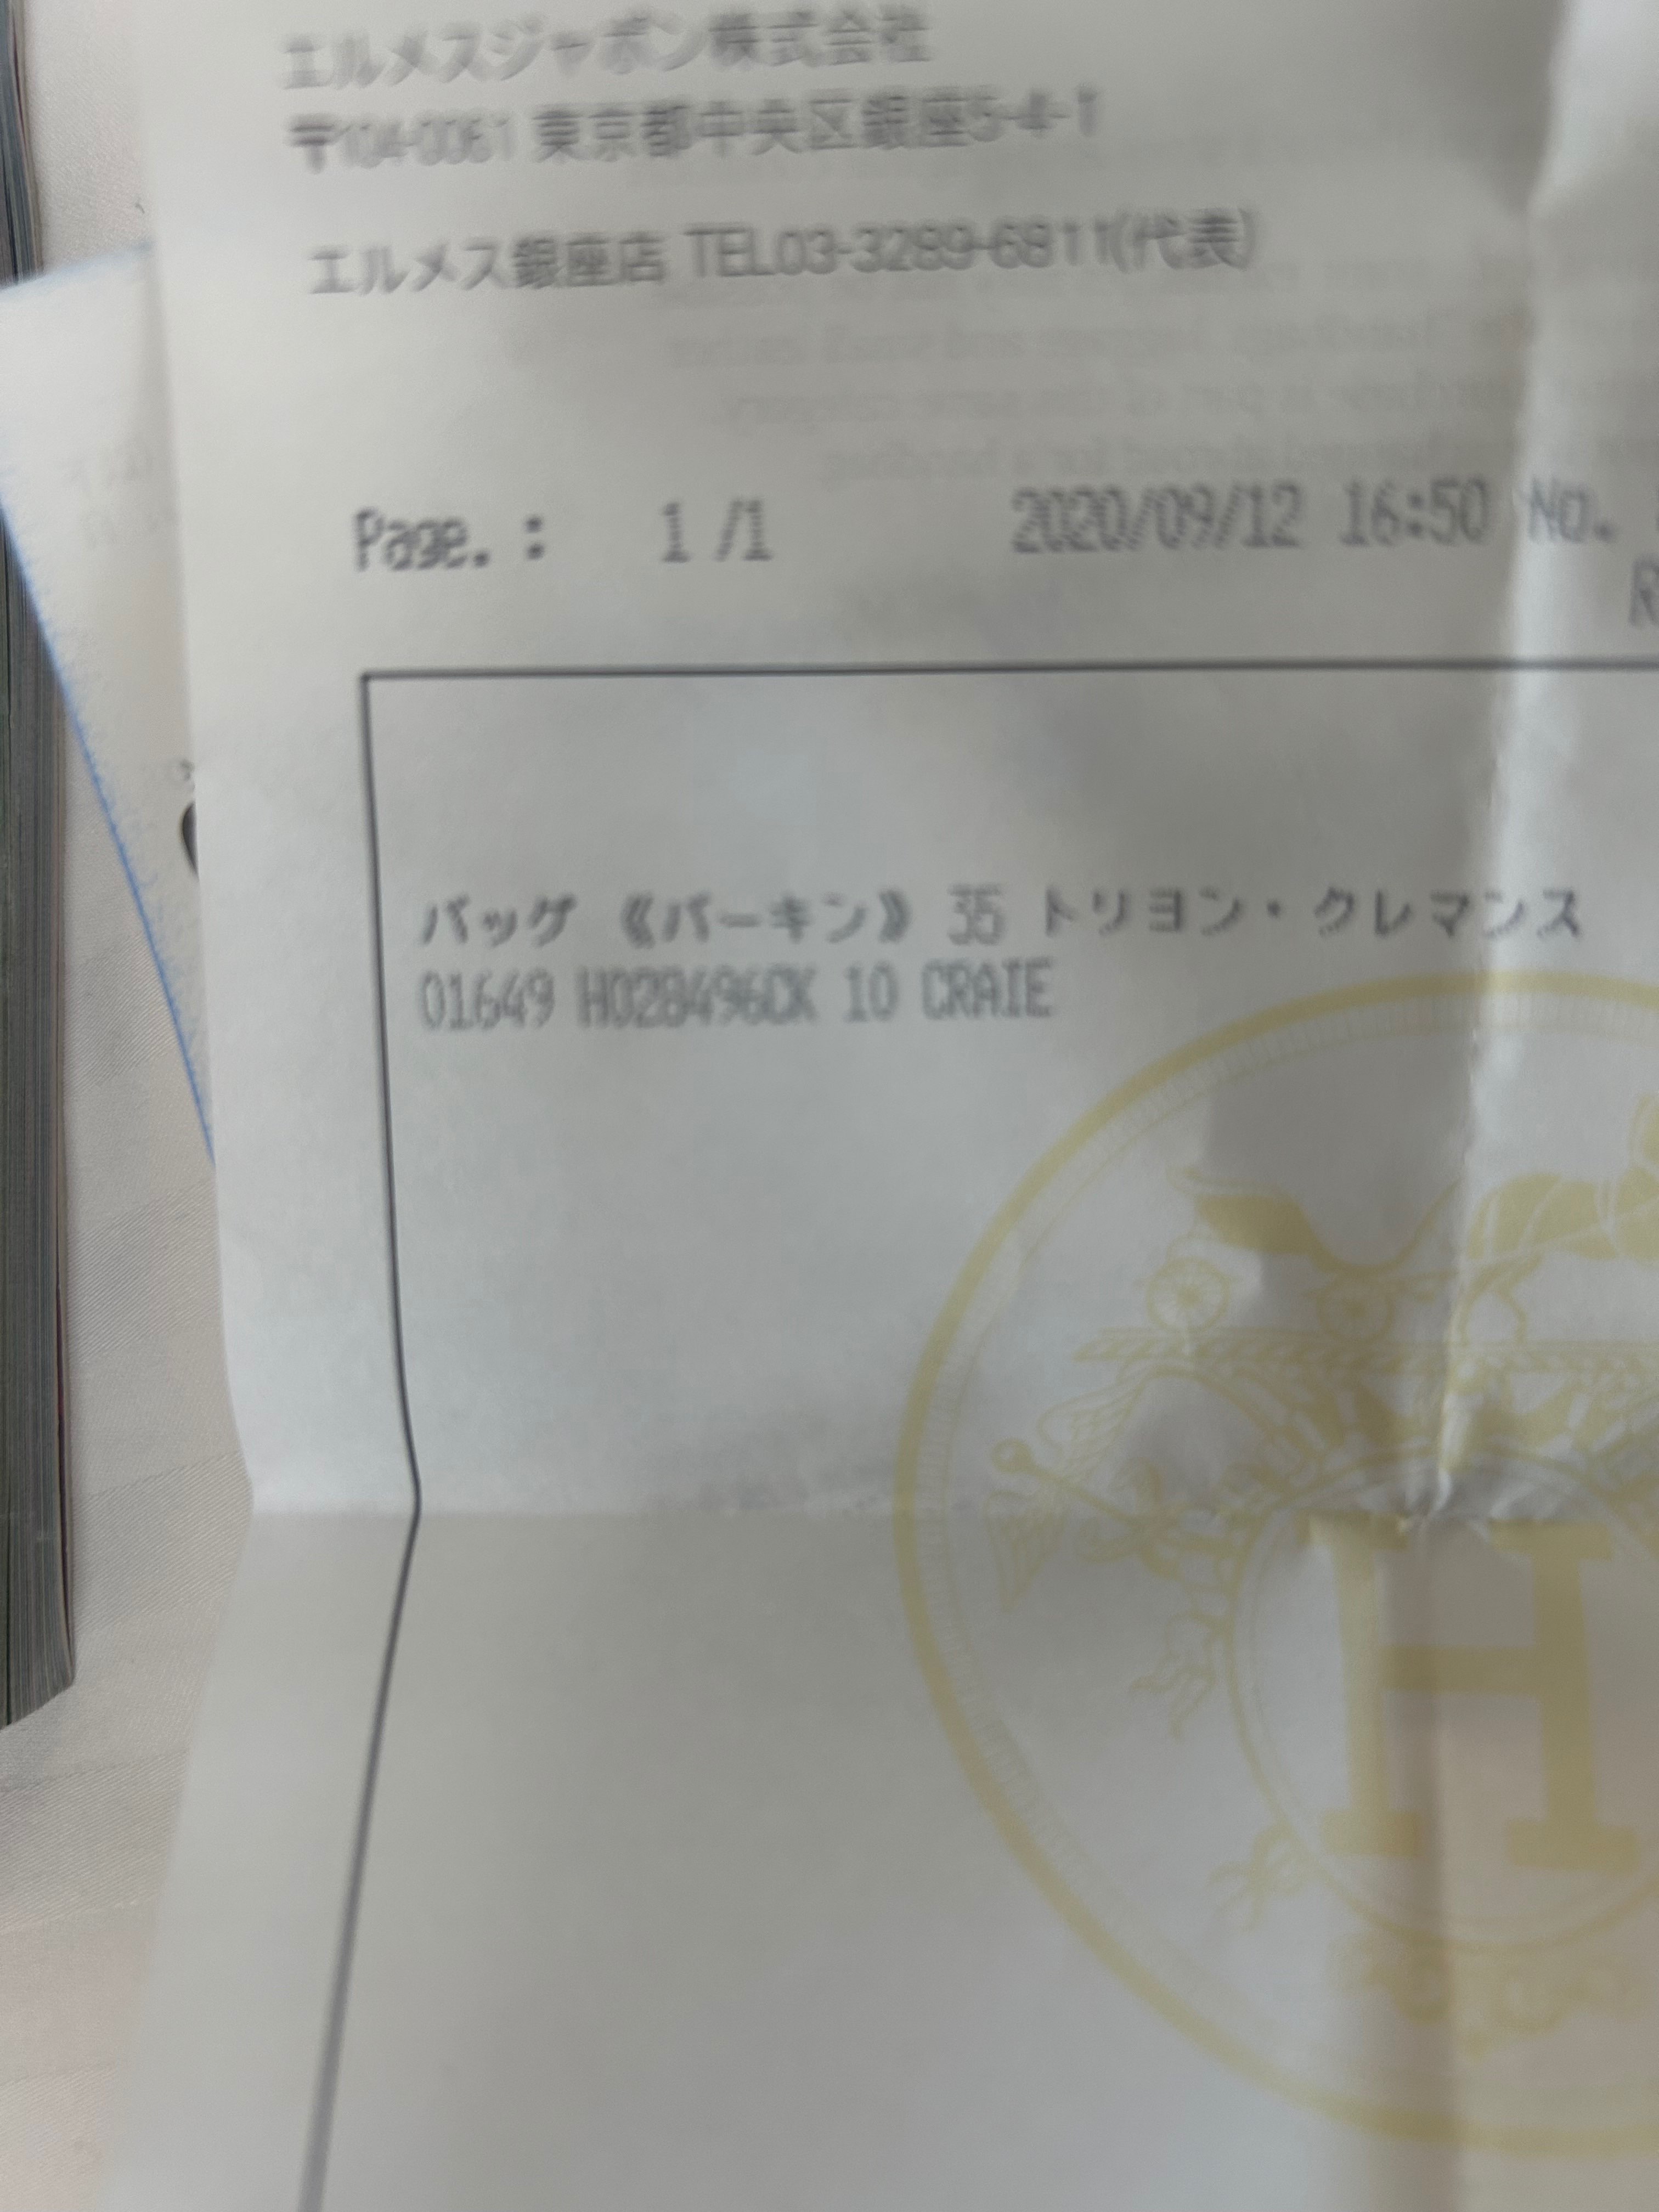 エルメスジャポン株式会社
〒104-0061 東京都中央区銀座5-4-1
エルメス銀座店 TEL03-3289-6811(代表)
Page. : 1 /1 2020/09/12 16:50 No.
バッグ 《バーキン》 35 トリヨン・クレマンス
01649 H028496CK 10 CRAIE
H